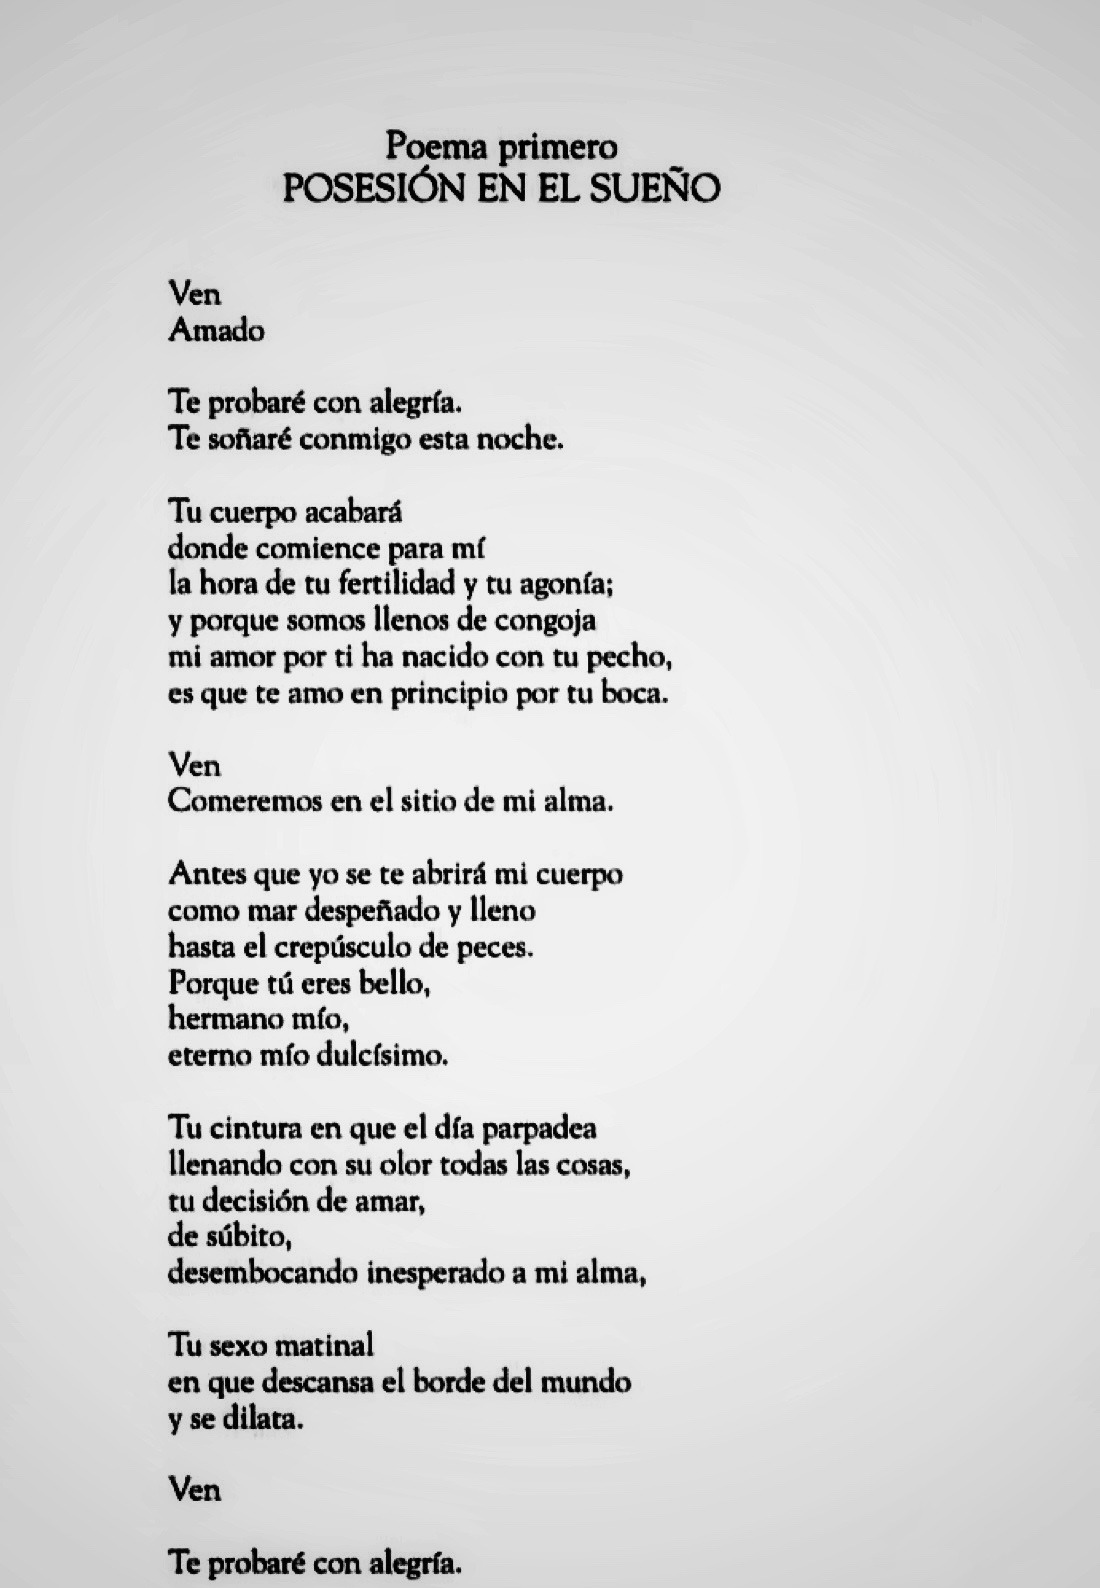 Poema primero
POSESIÓN EN EL SUEÑO
Ven
Amado
Te probaré con alegría.
Te soñaré conmigo esta noche.
Tu cuerpo acabará
donde comience para mí
la hora de tu fertilidad y tu agonía;
y porque somos llenos de congoja
mi amor por ti ha nacido con tu pecho,
es que te amo en principio por tu boca.
Ven
Comeremos en el sitio de mi alma.
Antes que yo se te abrirá mi cuerpo
como mar despeñado y lleno
hasta el crepúsculo de peces.
Porque tú eres bello,
hermano mío,
eterno mío dulcísimo.
Tu cintura en que el día parpadea
llenando con su olor todas las cosas,
tu decisión de amar,
de súbito,
desembocando inesperado a mi alma,
Tu sexo matinal
en que descansa el borde del mundo
y se dilata.
Ven
Te probaré con alegría.